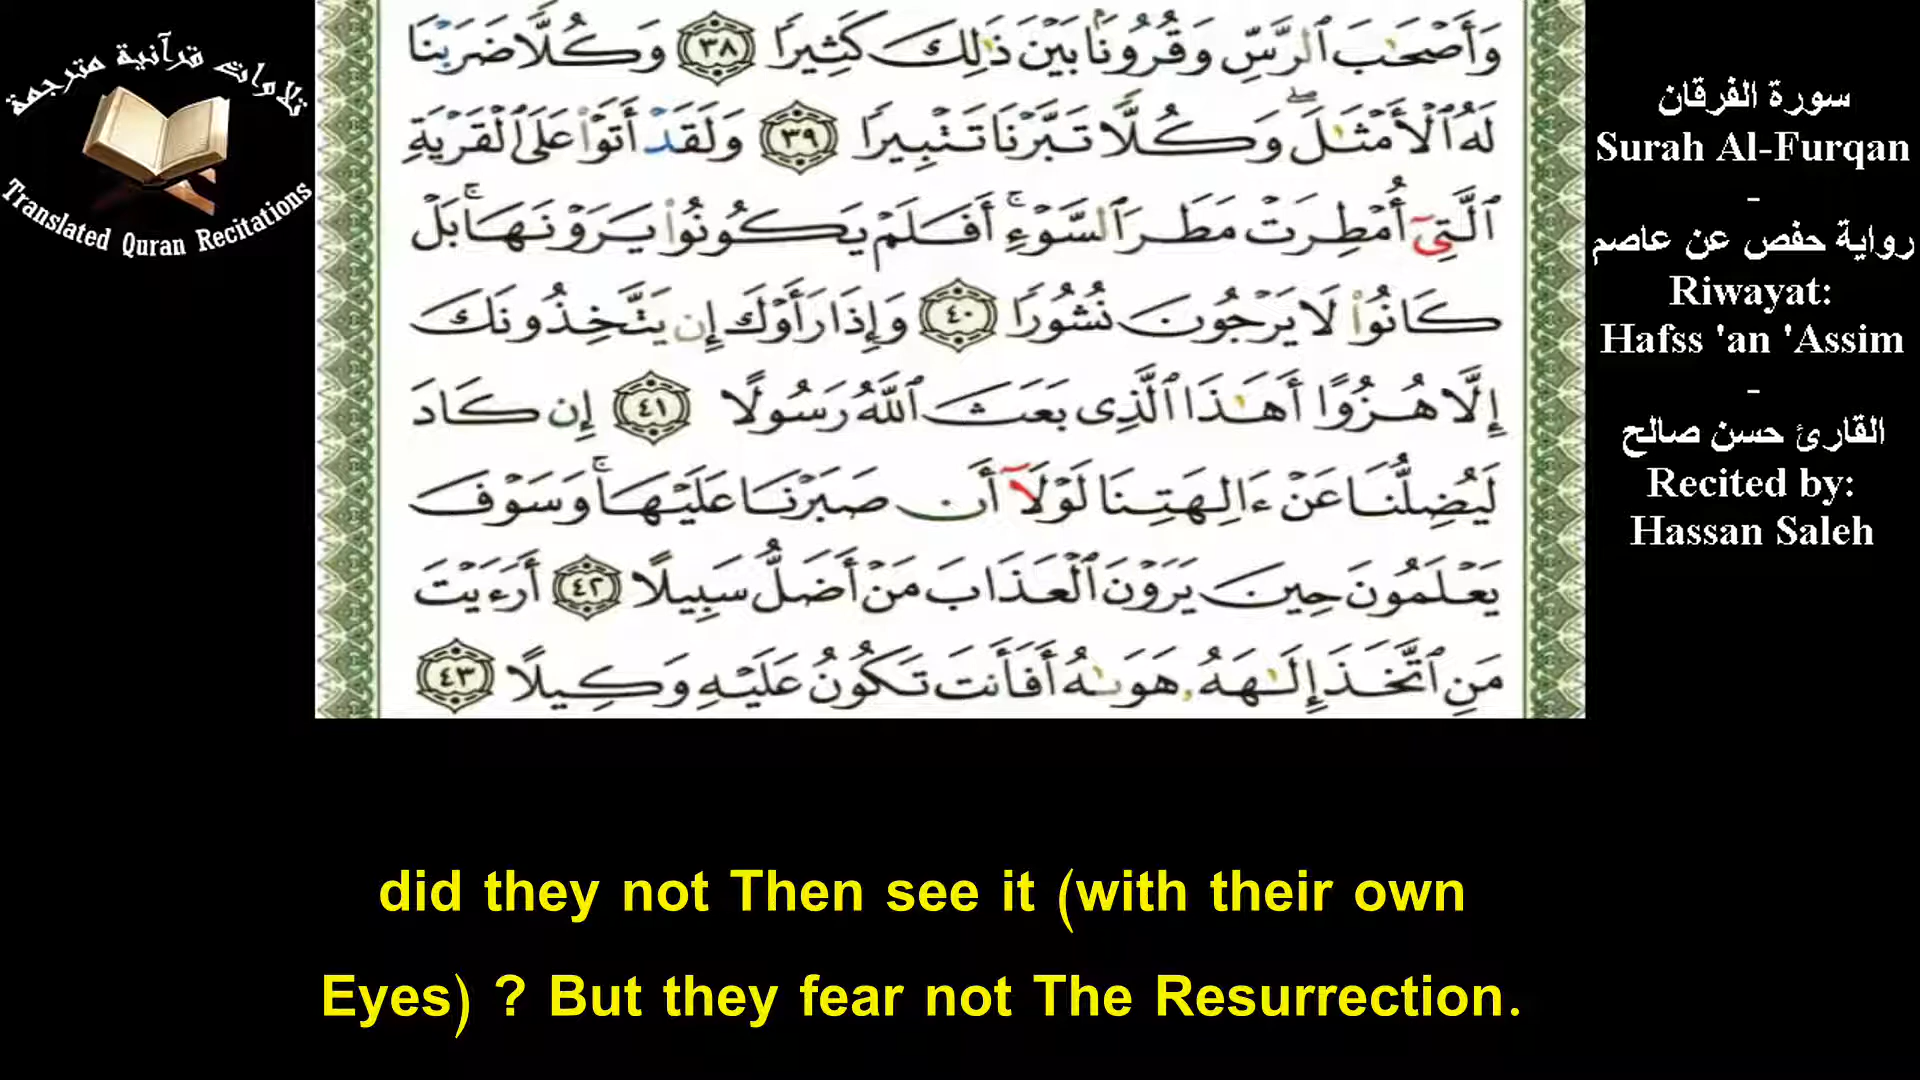 تلاوات قرآنية مترجمة
Translated Quran Recitations
وَأَصْحَٰبَ ٱلرَّسِّ وَقُرُونًۢا بَيْنَ ذَٰلِكَ كَثِيرًا ٣٨ وَكُلًّا ضَرَبْنَا
لَهُ ٱلْأَمْثَٰلَ ۖ وَكُلًّا تَبَّرْنَا تَتْبِيرًا ٣٩ وَلَقَدْ أَتَوْا۟ عَلَى ٱلْقَرْيَةِ
ٱلَّتِىٓ أُمْطِرَتْ مَطَرَ ٱلسَّوْءِ ۚ أَفَلَمْ يَكُونُوا۟ يَرَوْنَهَا ۚ بَلْ
كَانُوا۟ لَا يَرْجُونَ نُشُورًا ٤٠ وَإِذَا رَأَوْكَ إِن يَتَّخِذُونَكَ
إِلَّا هُزُوًا أَهَٰذَا ٱلَّذِى بَعَثَ ٱللَّهُ رَسُولًا ٤١ إِن كَادَ
لَيُضِلُّنَا عَنْ ءَالِهَتِنَا لَوْلَآ أَن صَبَرْنَا عَلَيْهَا ۚ وَسَوْفَ
يَعْلَمُونَ حِينَ يَرَوْنَ ٱلْعَذَابَ مَنْ أَضَلُّ سَبِيلًا ٤٢ أَرَءَيْتَ
مَنِ ٱتَّخَذَ إِلَٰهَهُۥ هَوَىٰهُ أَفَأَنتَ تَكُونُ عَلَيْهِ وَكِيلًا ٤٣
سورة الفرقان
Surah Al-Furqan
-
رواية حفص عن عاصم
Riwayat:
Hafss 'an 'Assim
-
القارئ حسن صالح
Recited by:
Hassan Saleh
did they not Then see it (with their own
Eyes) ? But they fear not The Resurrection.